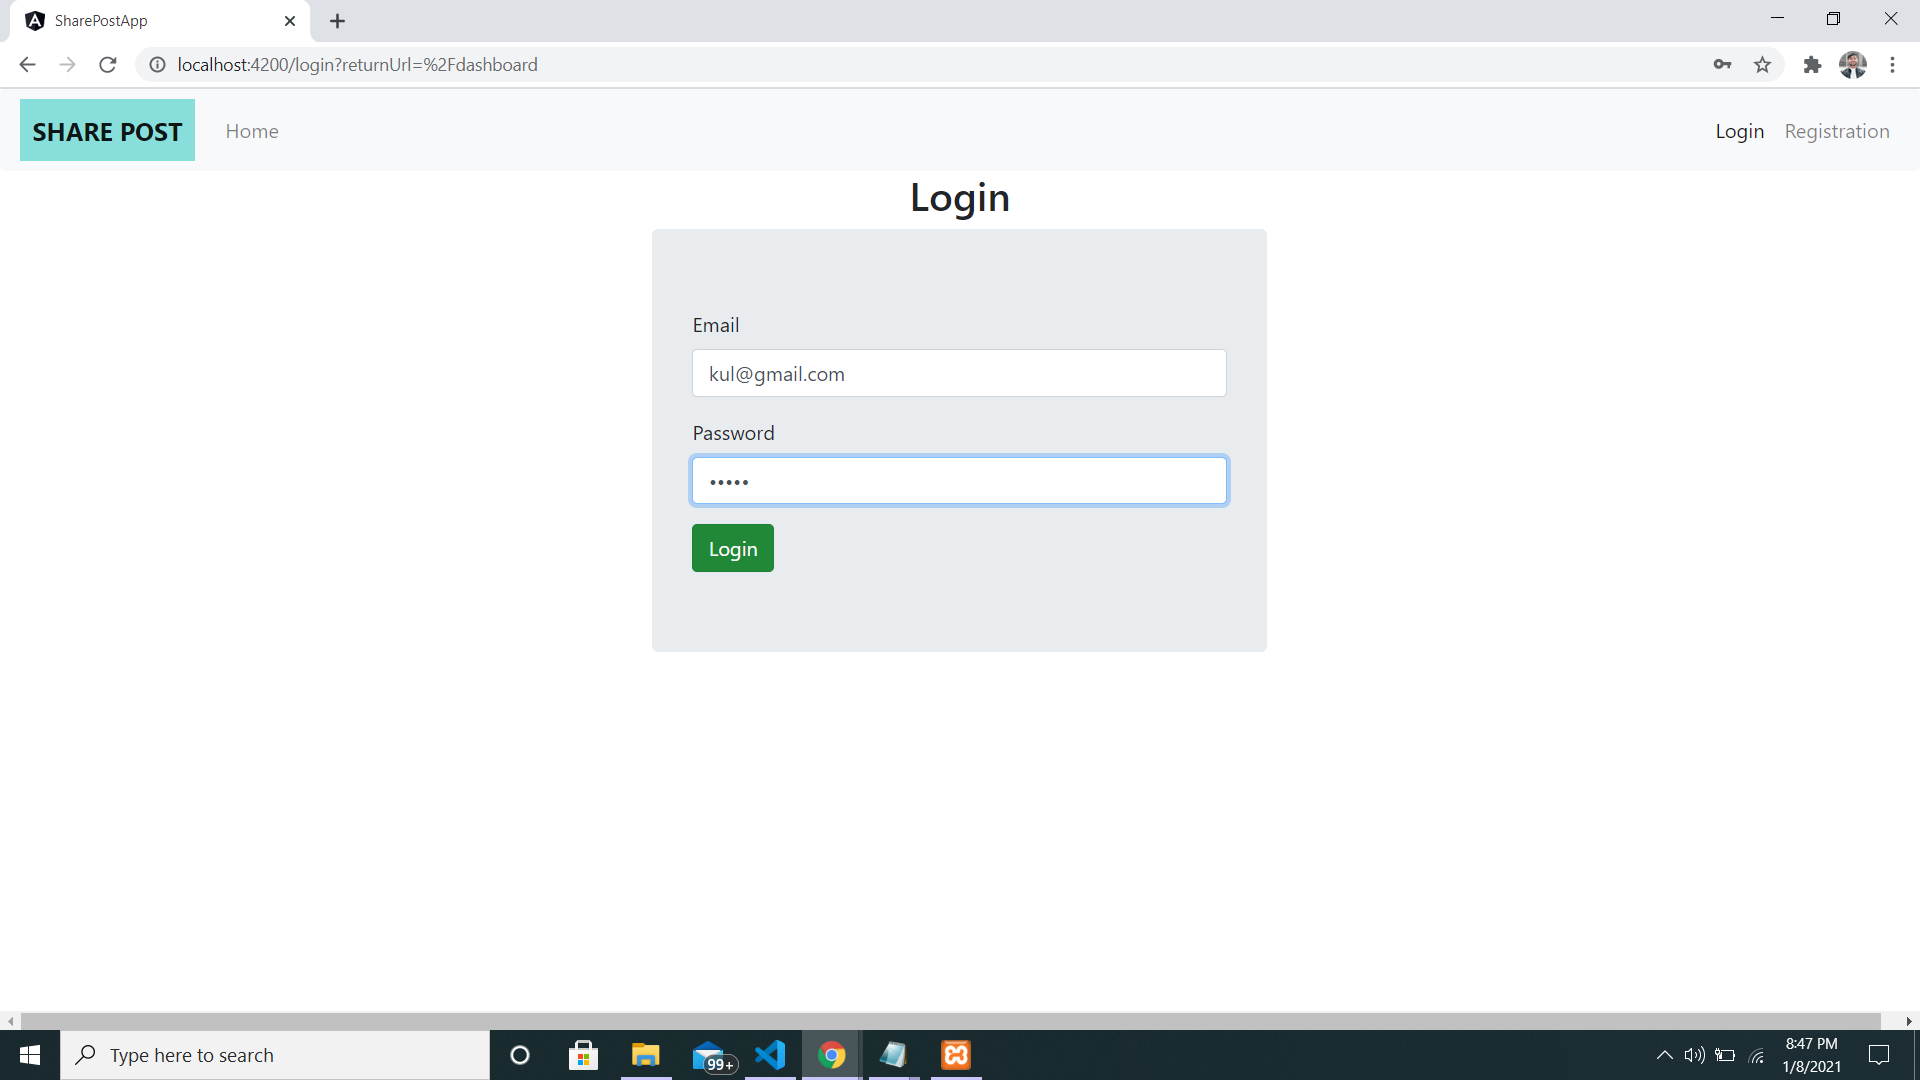 SharePostApp
localhost:4200/login?returnUrl=%2Fdashboard
SHARE POST
Home
Login
Registration
Login
Email
kul@gmail.com
Password
•••••
Login
Type here to search
99+
8:47 PM
1/8/2021